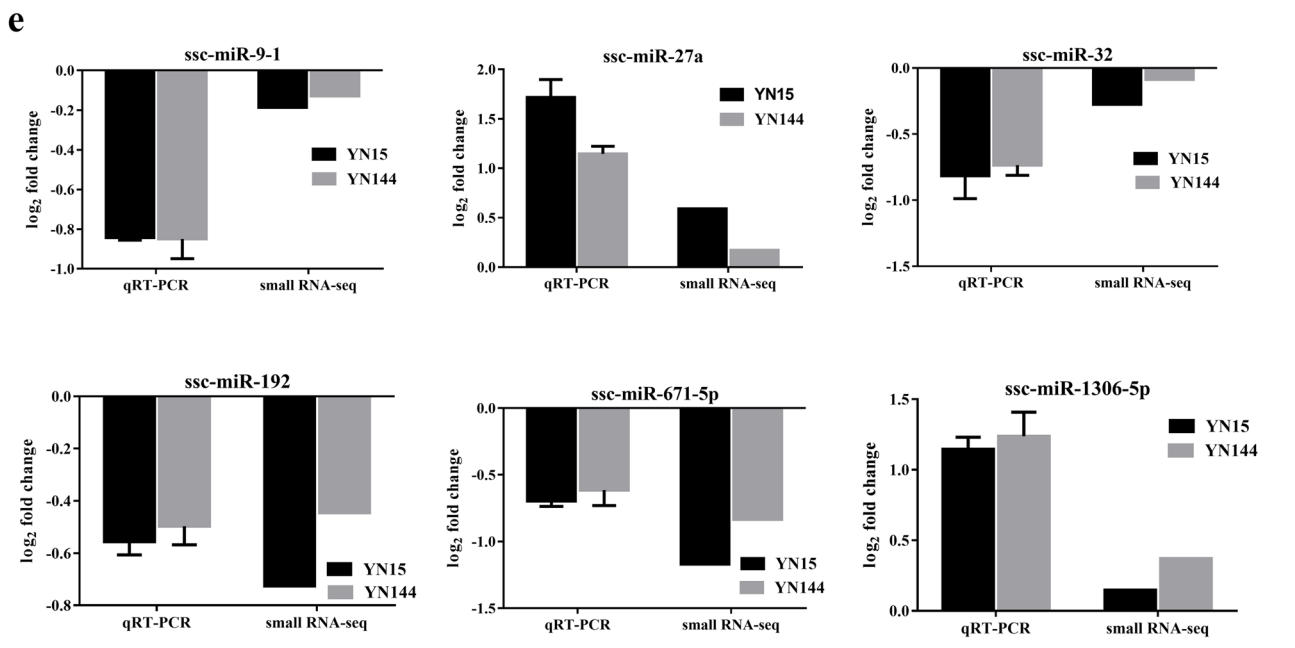 e
ssc-miR-9-1
log2 fold change
0.0
-0.2
-0.4
-0.6
-0.8
-1.0
YN15
YN144
qRT-PCR small RNA-seq
ssc-miR-27a
log2 fold change
2.0
1.5
1.0
0.5
0.0
YN15
YN144
qRT-PCR small RNA-seq
ssc-miR-32
log2 fold change
0.0
-0.5
-1.0
-1.5
YN15
YN144
qRT-PCR small RNA-seq
ssc-miR-192
log2 fold change
0.0
-0.2
-0.4
-0.6
-0.8
YN15
YN144
qRT-PCR small RNA-seq
ssc-miR-671-5p
log2 fold change
0.0
-0.5
-1.0
-1.5
YN15
YN144
qRT-PCR small RNA-seq
ssc-miR-1306-5p
log2 fold change
1.5
1.0
0.5
0.0
YN15
YN144
qRT-PCR small RNA-seq